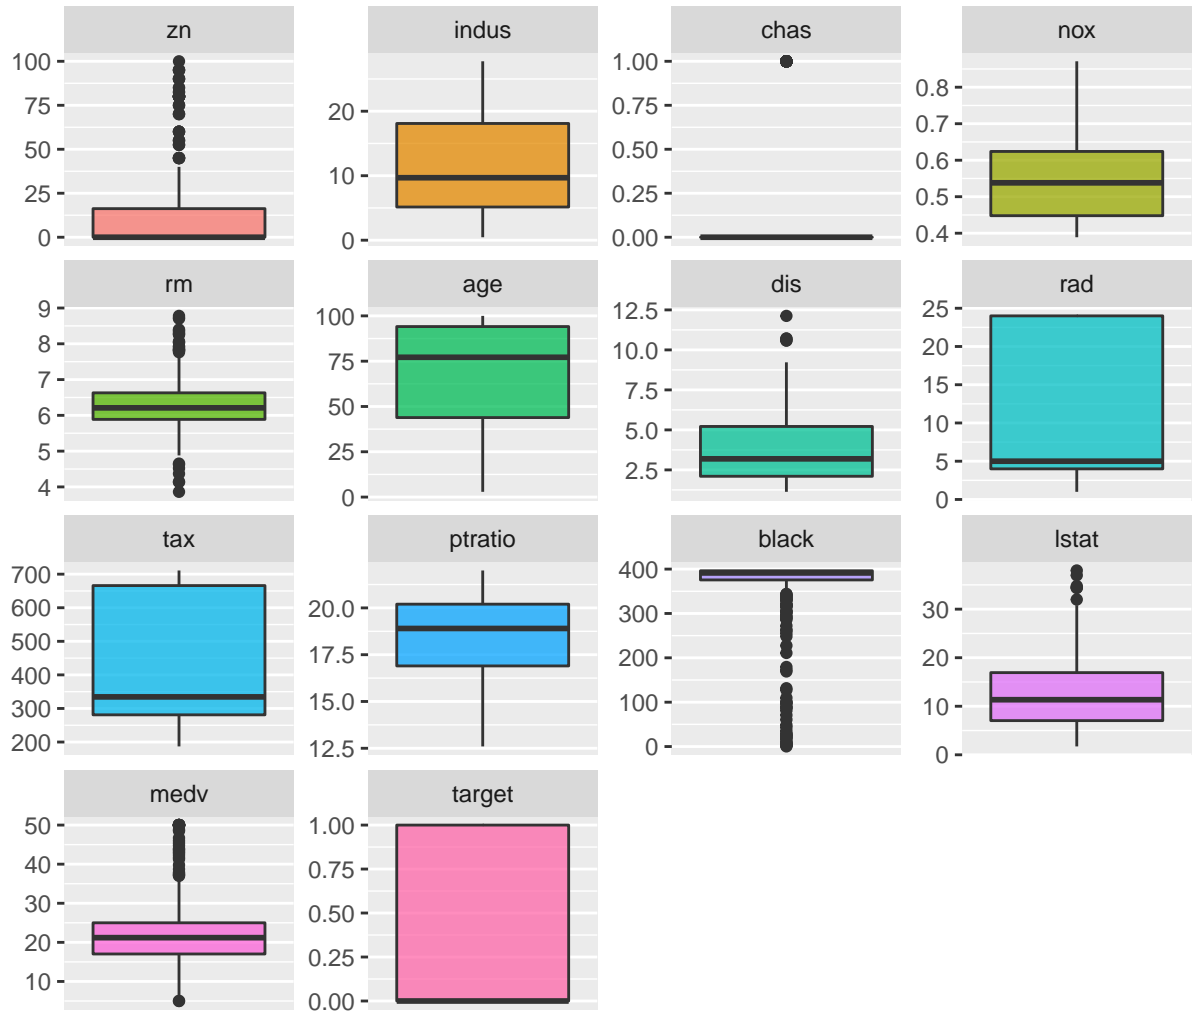 zn indus chas nox
100 75 50 25 0
20 10 0
1.00 0.75 0.50 0.25 0.00
0.8 0.7 0.6 0.5 0.4
rm age dis rad
9 8 7 6 5 4
100 75 50 25 0
12.5 10.0 7.5 5.0 2.5
25 20 15 10 5 0
tax ptratio black lstat
700 600 500 400 300 200
20.0 17.5 15.0 12.5
400 300 200 100 0
30 20 10 0
medv target
50 40 30 20 10
1.00 0.75 0.50 0.25 0.00